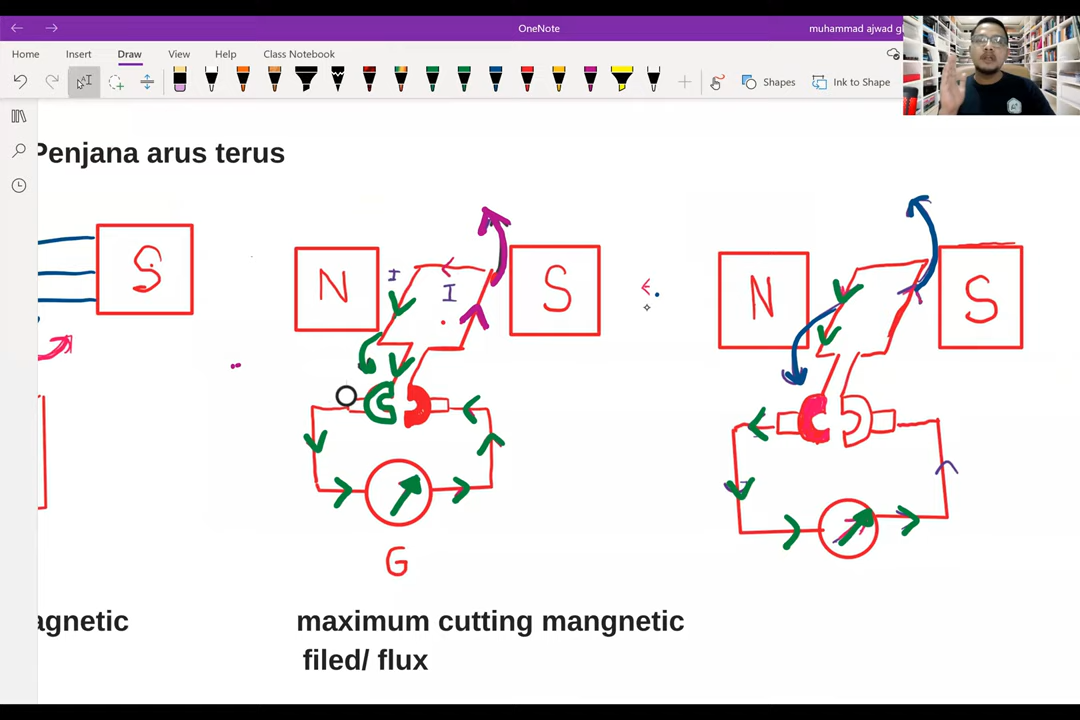 OneNote
muhammad ajwad g
Home Insert Draw View Help Class Notebook
Shapes Ink to Shape
Penjana arus terus
S N I I S N S
G
agnetic
maximum cutting mangnetic
filed/ flux